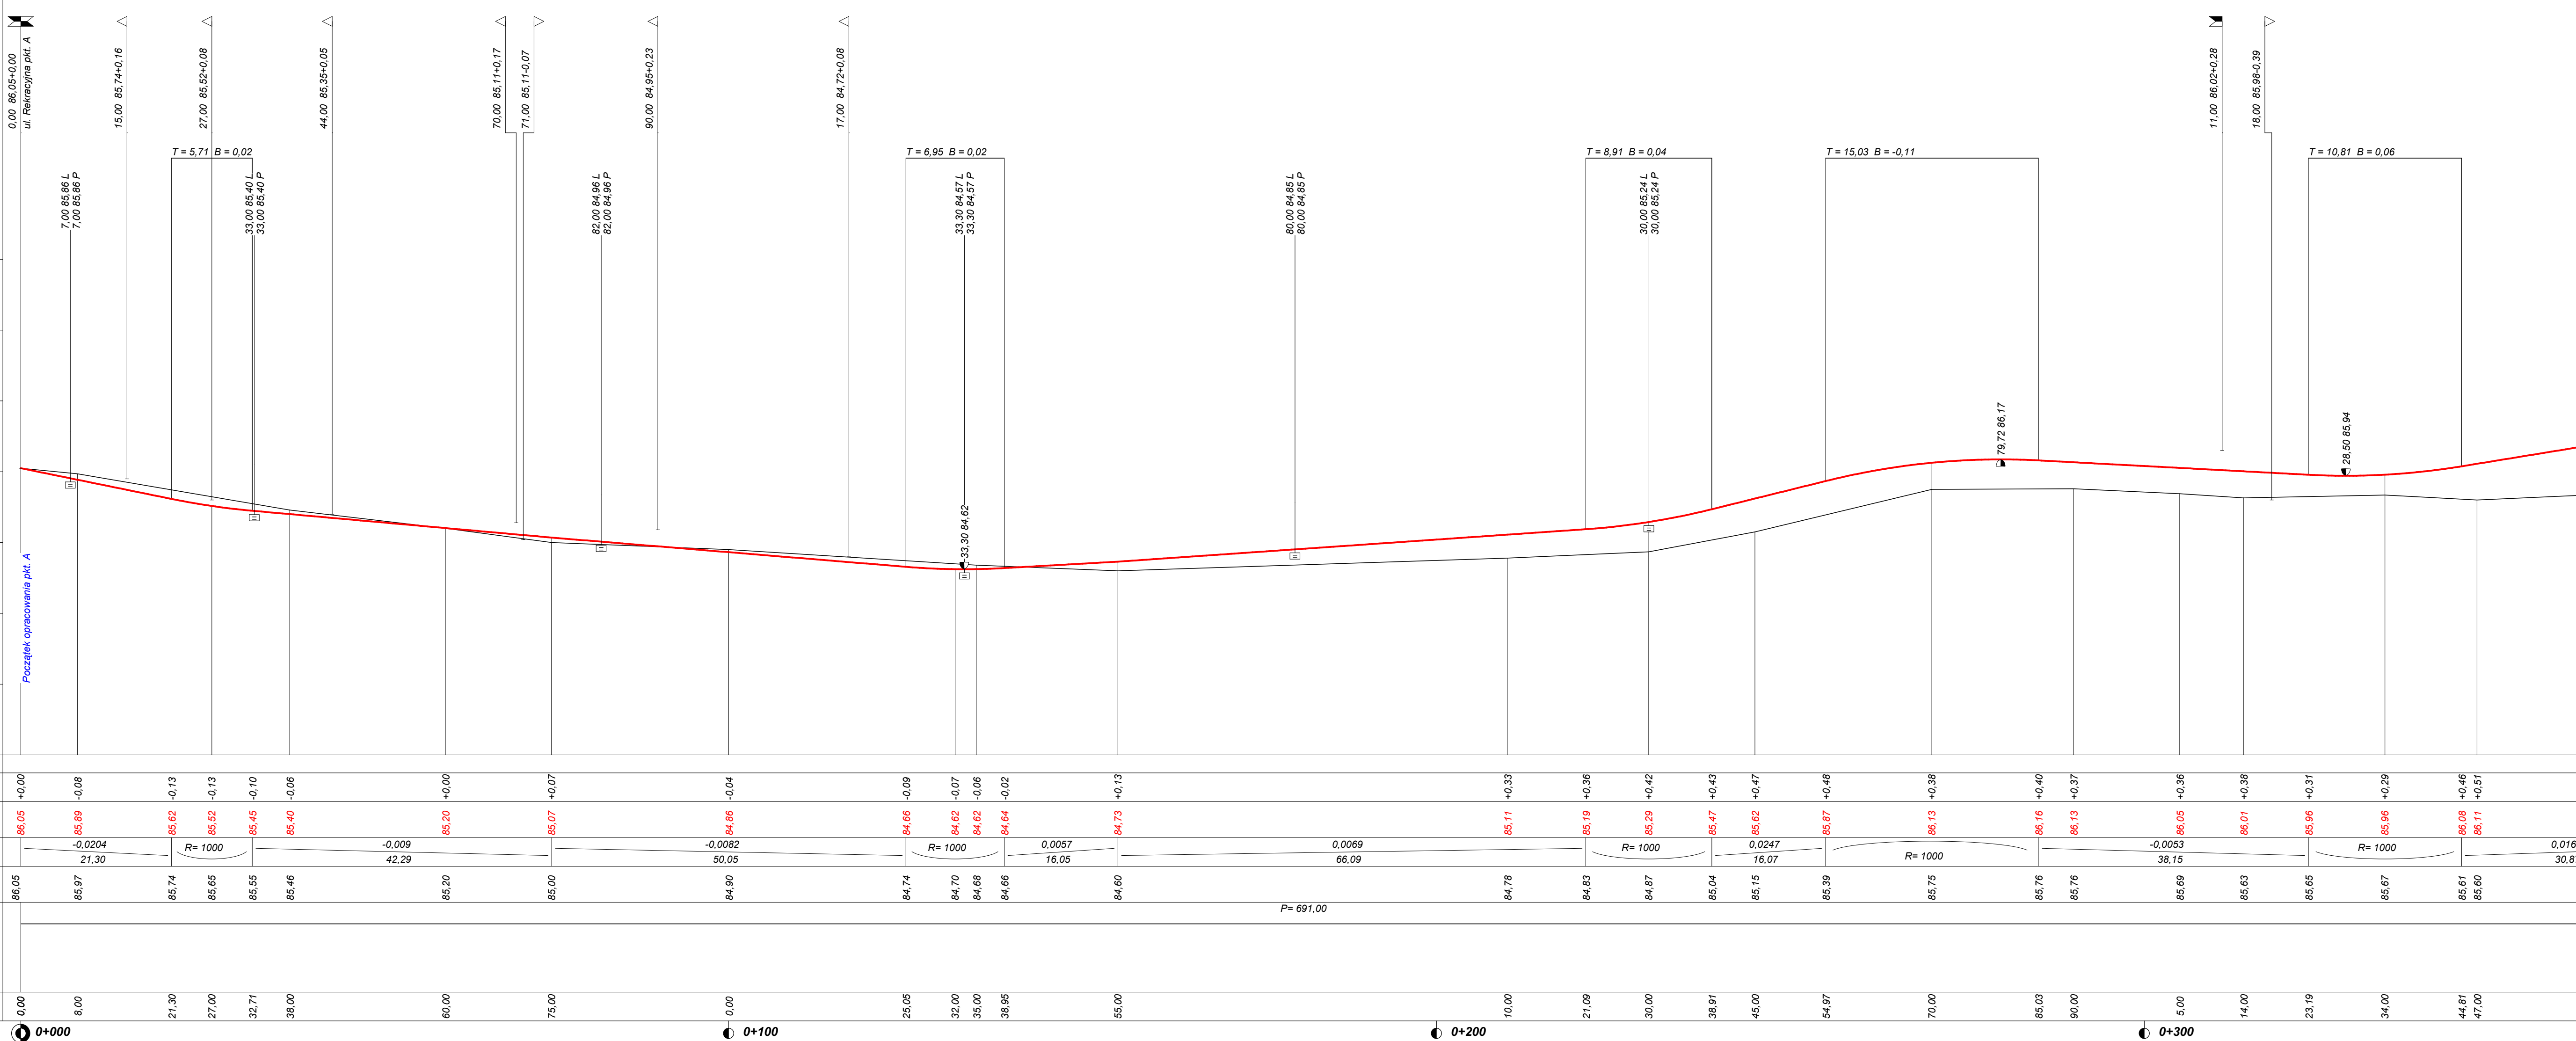 0,00 86,05+0,00
ul. Rekracyjna pkt. A
15,00 85,74+0,16
27,00 85,52+0,08
44,00 85,35+0,05
70,00 85,11+0,17
71,00 85,11-0,07
90,00 84,95+0,23
17,00 84,72+0,08
11,00 86,02+0,28
18,00 85,98-0,39
T = 5,71 B = 0,02
T = 6,95 B = 0,02
T = 8,91 B = 0,04
T = 15,03 B = -0,11
T = 10,81 B = 0,06
7,00 85,86 L
7,00 85,86 P
33,00 85,40 L
33,00 85,40 P
82,00 84,96 L
82,00 84,96 P
33,30 84,57 L
33,30 84,57 P
80,00 84,85 L
80,00 84,85 P
30,00 85,24 L
30,00 85,24 P
33,30 84,62
79,72 86,17
28,50 85,94
Początek opracowania pkt. A
+0,00 -0,08 -0,13 -0,13 -0,10 -0,06 +0,00 +0,07 -0,04 -0,09 -0,07 -0,06 -0,02 +0,13 +0,33 +0,36 +0,42 +0,43 +0,47 +0,48 +0,38 +0,40 +0,37 +0,36 +0,38 +0,31 +0,29 +0,46 +0,51
86,05 85,89 85,62 85,52 85,45 85,40 85,20 85,07 84,86 84,66 84,62 84,62 84,64 84,73 85,11 85,19 85,29 85,47 85,62 85,87 86,13 86,16 86,13 86,05 86,01 85,96 85,96 86,08 86,11
-0,0204 R= 1000 -0,009 -0,0082 R= 1000 0,0057 0,0069 R= 1000 0,0247 R= 1000 -0,0053 R= 1000 0,016
21,30 42,29 50,05 16,05 66,09 16,07 38,15 30,8
86,05 85,97 85,74 85,65 85,55 85,46 85,20 85,00 84,90 84,74 84,70 84,68 84,66 84,60 84,78 84,83 84,87 85,04 85,15 85,39 85,75 85,76 85,76 85,69 85,63 85,65 85,67 85,61 85,60
P= 691,00
0,00 8,00 21,30 27,00 32,71 38,00 60,00 75,00 0,00 25,05 32,00 35,00 38,95 55,00 10,00 21,09 30,00 38,91 45,00 54,97 70,00 85,03 90,00 5,00 14,00 23,19 34,00 44,81 47,00
0+000 0+100 0+200 0+300